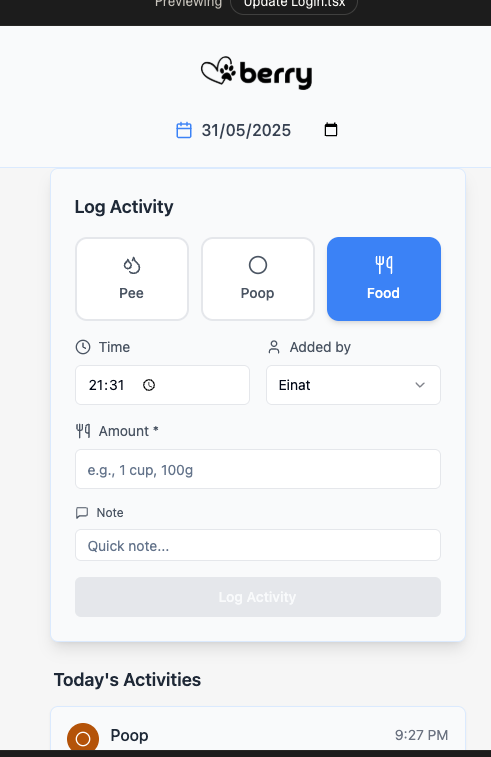 Previewing Update Login.tsx
berry
31/05/2025
Log Activity
Pee Poop Food
Time Added by
21:31 Einat
Amount *
e.g., 1 cup, 100g
Note
Quick note...
Log Activity
Today's Activities
Poop 9:27 PM